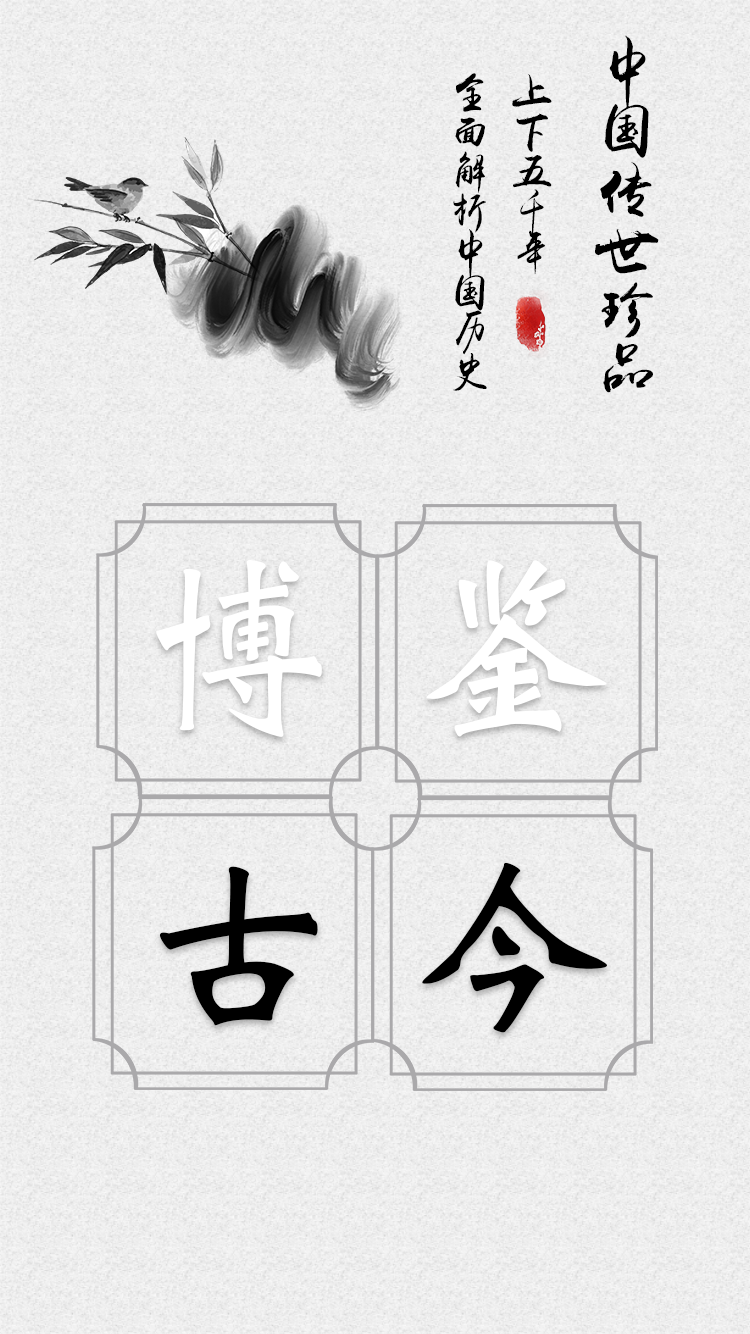 中国传世珍品
上下五千年
全面解析中国历史
博鉴
古今